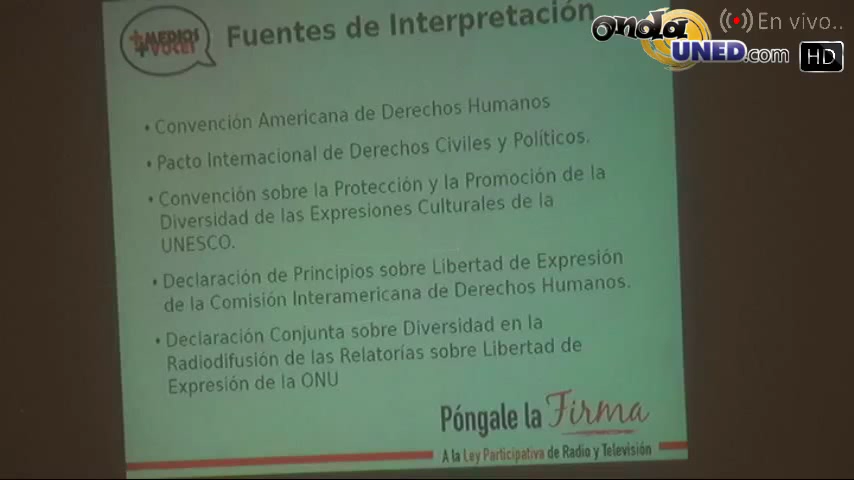 +MEDIOS
+VOCES
Fuentes de Interpretación
onda
UNED.com
En vivo..
HD
• Convención Americana de Derechos Humanos
• Pacto Internacional de Derechos Civiles y Políticos.
• Convención sobre la Protección y la Promoción de la
Diversidad de las Expresiones Culturales de la
UNESCO.
• Declaración de Principios sobre Libertad de Expresión
de la Comisión Interamericana de Derechos Humanos.
• Declaración Conjunta sobre Diversidad en la
Radiodifusión de las Relatorías sobre Libertad de
Expresión de la ONU
Póngale la Firma
A la Ley Participativa de Radio y Televisión